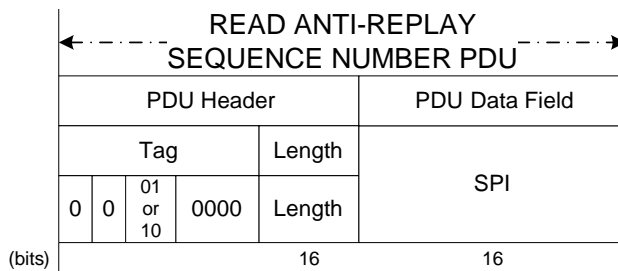 READ ANTI-REPLAY
SEQUENCE NUMBER PDU
PDU Header PDU Data Field
Tag Length SPI
0 0 01 or 10 0000 Length
(bits) 16 16